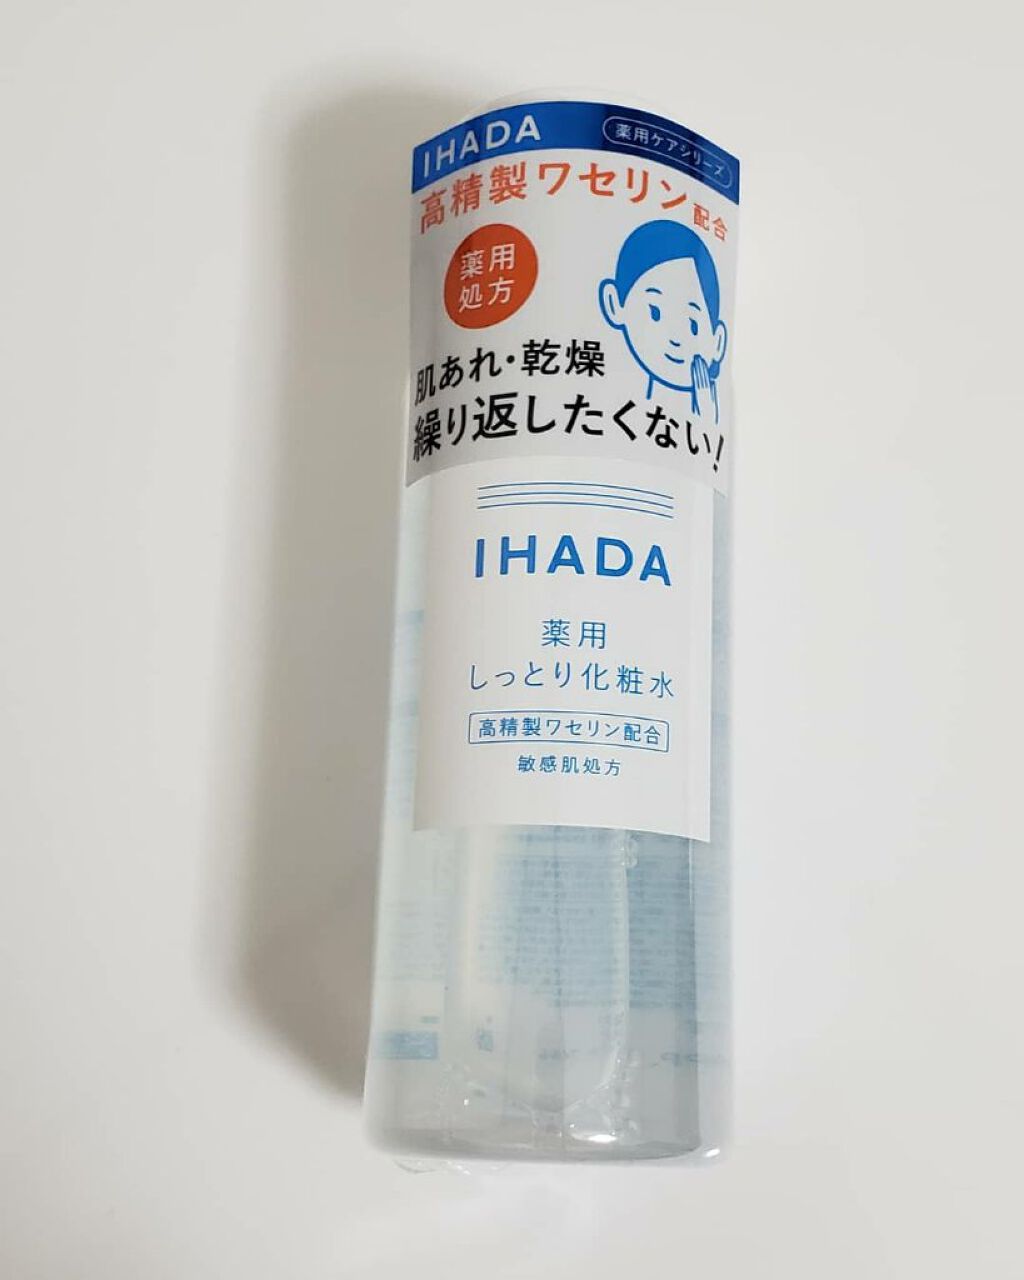 IHADA
薬用ケアシリーズ
高精製ワセリン配合
薬用
処方
肌あれ・乾燥
繰り返したくない!
IHADA
薬用
しっとり化粧水
高精製ワセリン配合
敏感肌処方